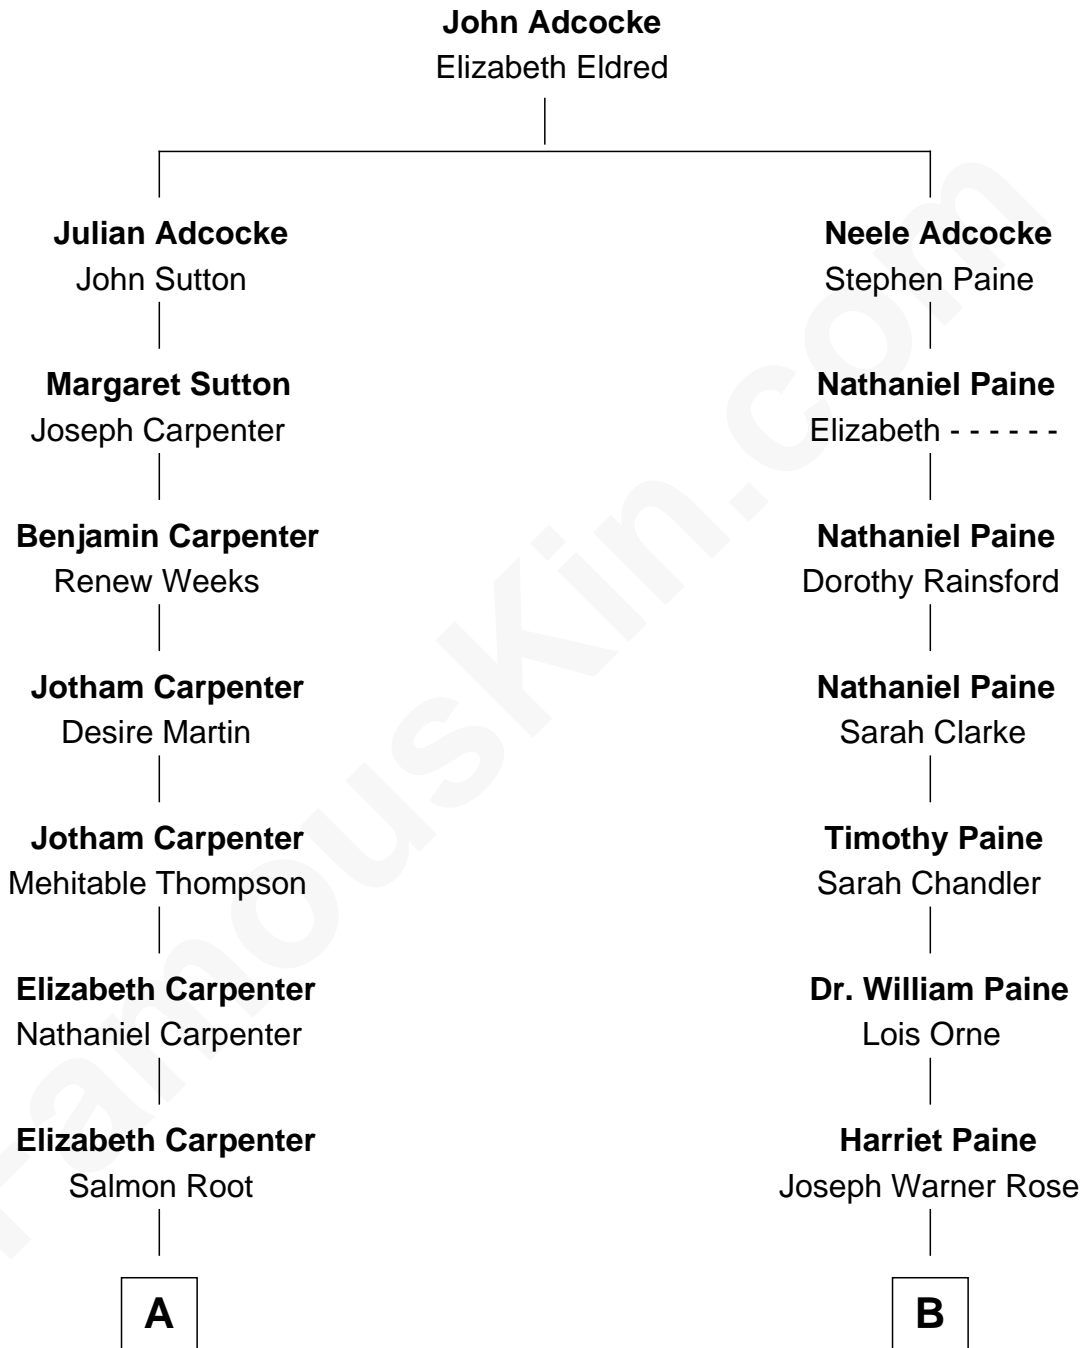 John Adcocke
Elizabeth Eldred
Julian Adcocke
John Sutton
Neele Adcocke
Stephen Paine
Margaret Sutton
Joseph Carpenter
Nathaniel Paine
Elizabeth - - - - - -
Benjamin Carpenter
Renew Weeks
Nathaniel Paine
Dorothy Rainsford
Jotham Carpenter
Desire Martin
Nathaniel Paine
Sarah Clarke
Jotham Carpenter
Mehitable Thompson
Timothy Paine
Sarah Chandler
Elizabeth Carpenter
Nathaniel Carpenter
Dr. William Paine
Lois Orne
Elizabeth Carpenter
Salmon Root
Harriet Paine
Joseph Warner Rose
A
B
FamousKin.com